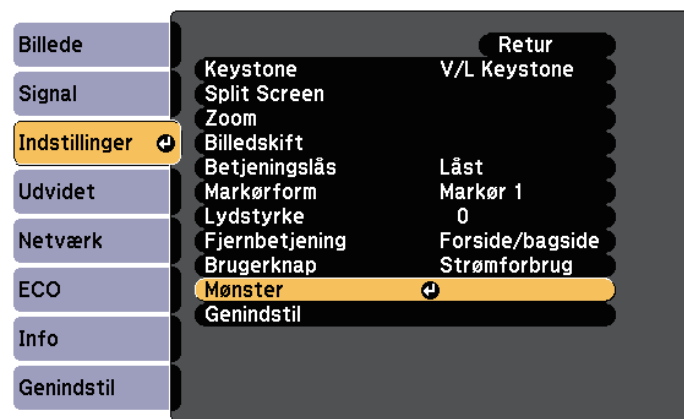 Billede
Signal
Indstillinger
Udvidet
Netværk
ECO
Info
Genindstil
Retur
Keystone V/L Keystone
Split Screen
Zoom
Billedskift
Betjeningslås Låst
Markørform Markør 1
Lydstyrke 0
Fjernbetjening Forside/bagside
Brugerknap Strømforbrug
Mønster
Genindstil